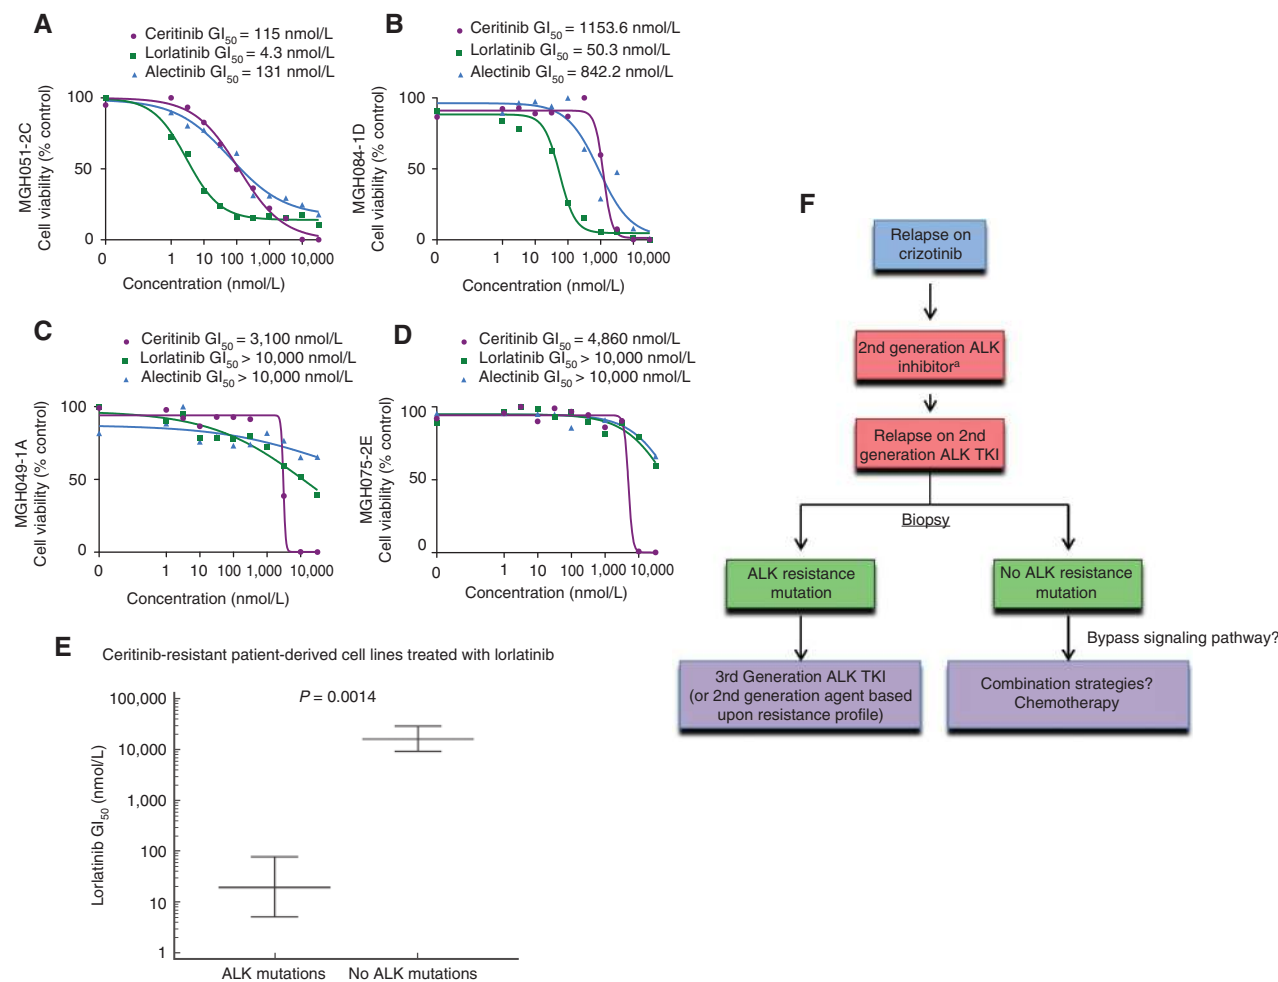 A
Ceritinib GI50 = 115 nmol/L
Lorlatinib GI50 = 4.3 nmol/L
Alectinib GI50 = 131 nmol/L
MGH051-2C
Cell viability (% control)
100
50
0
0 1 10 100 1,000 10,000
Concentration (nmol/L)
B
Ceritinib GI50 = 1153.6 nmol/L
Lorlatinib GI50 = 50.3 nmol/L
Alectinib GI50 = 842.2 nmol/L
MGH084-1D
Cell viability (% control)
100
50
0
0 1 10 100 1,000 10,000
Concentration (nmol/L)
C
Ceritinib GI50 = 3,100 nmol/L
Lorlatinib GI50 > 10,000 nmol/L
Alectinib GI50 > 10,000 nmol/L
MGH049-1A
Cell viability (% control)
100
50
0
0 1 10 100 1,000 10,000
Concentration (nmol/L)
D
Ceritinib GI50 = 4,860 nmol/L
Lorlatinib GI50 > 10,000 nmol/L
Alectinib GI50 > 10,000 nmol/L
MGH075-2E
Cell viability (% control)
100
50
0
0 1 10 100 1,000 10,000
Concentration (nmol/L)
E
Ceritinib-resistant patient-derived cell lines treated with lorlatinib
P = 0.0014
Lorlatinib GI50 (nmol/L)
100,000
10,000
1,000
100
10
1
ALK mutations
No ALK mutations
F
Relapse on
crizotinib
2nd generation ALK
inhibitorᵃ
Relapse on 2nd
generation ALK TKI
Biopsy
ALK resistance
mutation
No ALK resistance
mutation
Bypass signaling pathway?
3rd Generation ALK TKI
(or 2nd generation agent based
upon resistance profile)
Combination strategies?
Chemotherapy